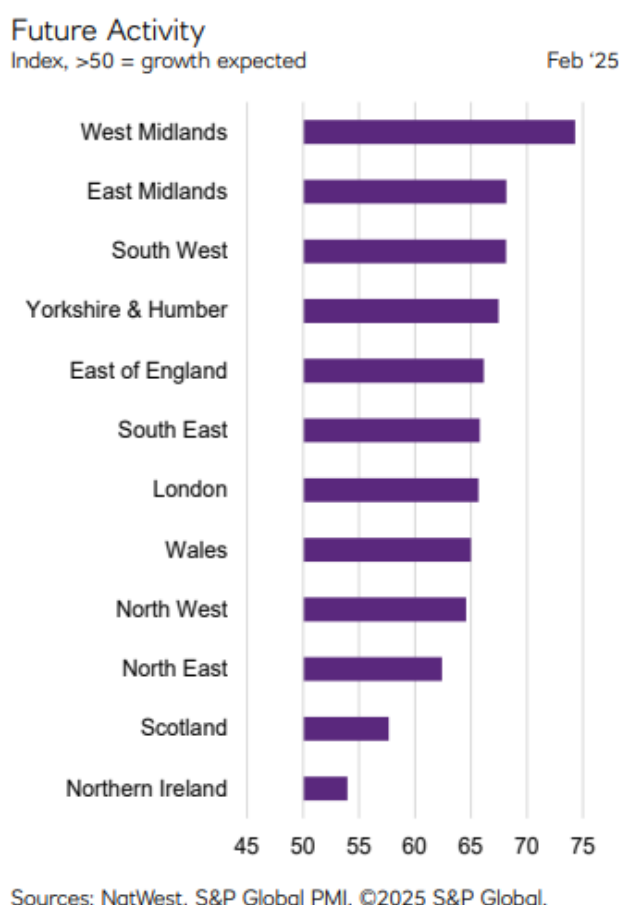 Future Activity
Index, >50 = growth expected Feb ‘25
West Midlands
East Midlands
South West
Yorkshire & Humber
East of England
South East
London
Wales
North West
North East
Scotland
Northern Ireland
45 50 55 60 65 70 75
Sources: NatWest, S&P Global PMI. ©2025 S&P Global.